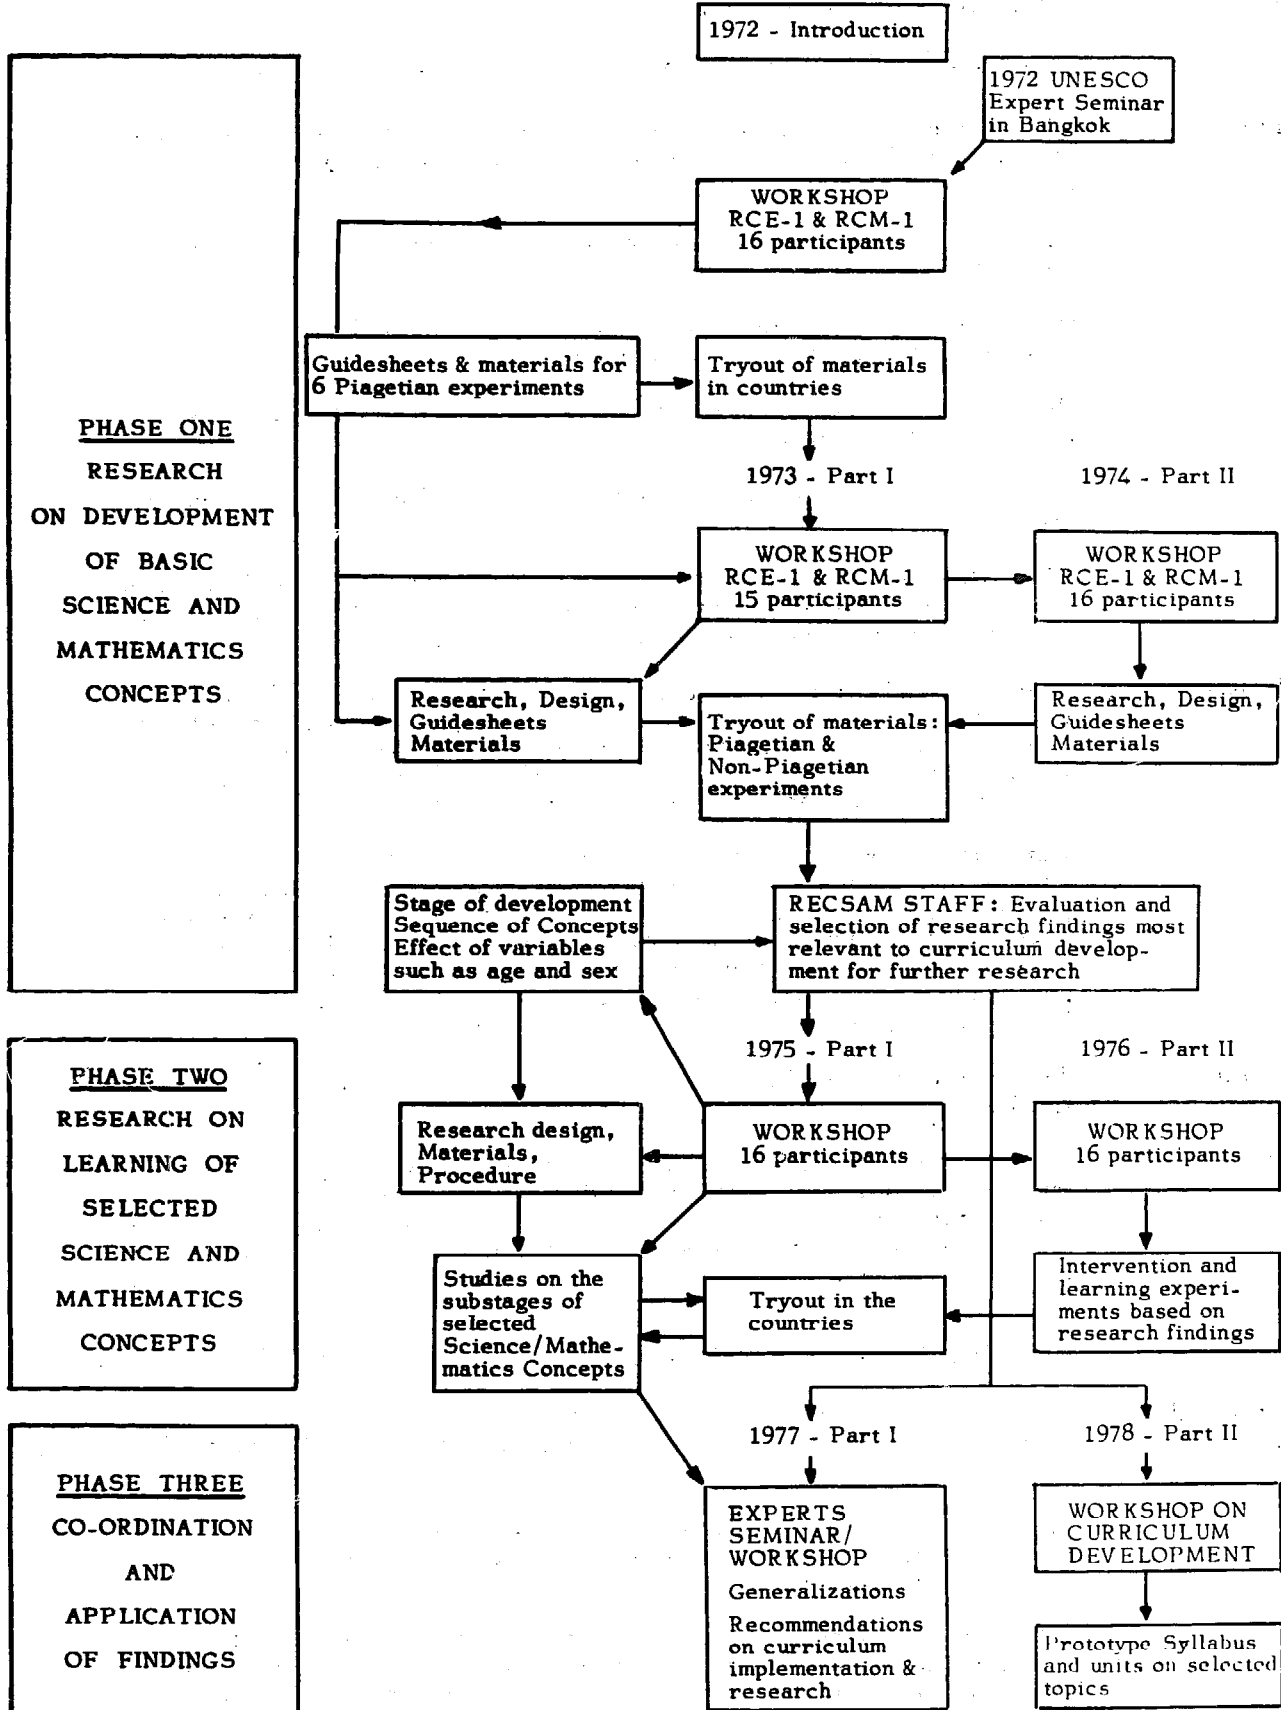 1972 - Introduction
1972 UNESCO
Expert Seminar
in Bangkok
WORKSHOP
RCE-1 & RCM-1
16 participants
Guidesheets & materials for
6 Piagetian experiments
Tryout of materials
in countries
PHASE ONE
RESEARCH
ON DEVELOPMENT
OF BASIC
SCIENCE AND
MATHEMATICS
CONCEPTS
1973 - Part I
1974 - Part II
WORKSHOP
RCE-1 & RCM-1
15 participants
WORKSHOP
RCE-1 & RCM-1
16 participants
Research, Design,
Guidesheets
Materials
Tryout of materials:
Piagetian &
Non-Piagetian
experiments
Research, Design,
Guidesheets
Materials
Stage of development
Sequence of Concepts
Effect of variables
such as age and sex
RECSAM STAFF: Evaluation and
selection of research findings most
relevant to curriculum develop-
ment for further research
PHASE TWO
RESEARCH ON
LEARNING OF
SELECTED
SCIENCE AND
MATHEMATICS
CONCEPTS
1975 - Part I
1976 - Part II
Research design,
Materials,
Procedure
WORKSHOP
16 participants
WORKSHOP
16 participants
Studies on the
substages of
selected
Science/Mathe-
matics Concepts
Tryout in the
countries
Intervention and
learning experi-
ments based on
research findings
PHASE THREE
CO-ORDINATION
AND
APPLICATION
OF FINDINGS
1977 - Part I
1978 - Part II
EXPERTS
SEMINAR/
WORKSHOP
Generalizations
Recommendations
on curriculum
implementation &
research
WORKSHOP ON
CURRICULUM
DEVELOPMENT
Prototype Syllabus
and units on selected
topics